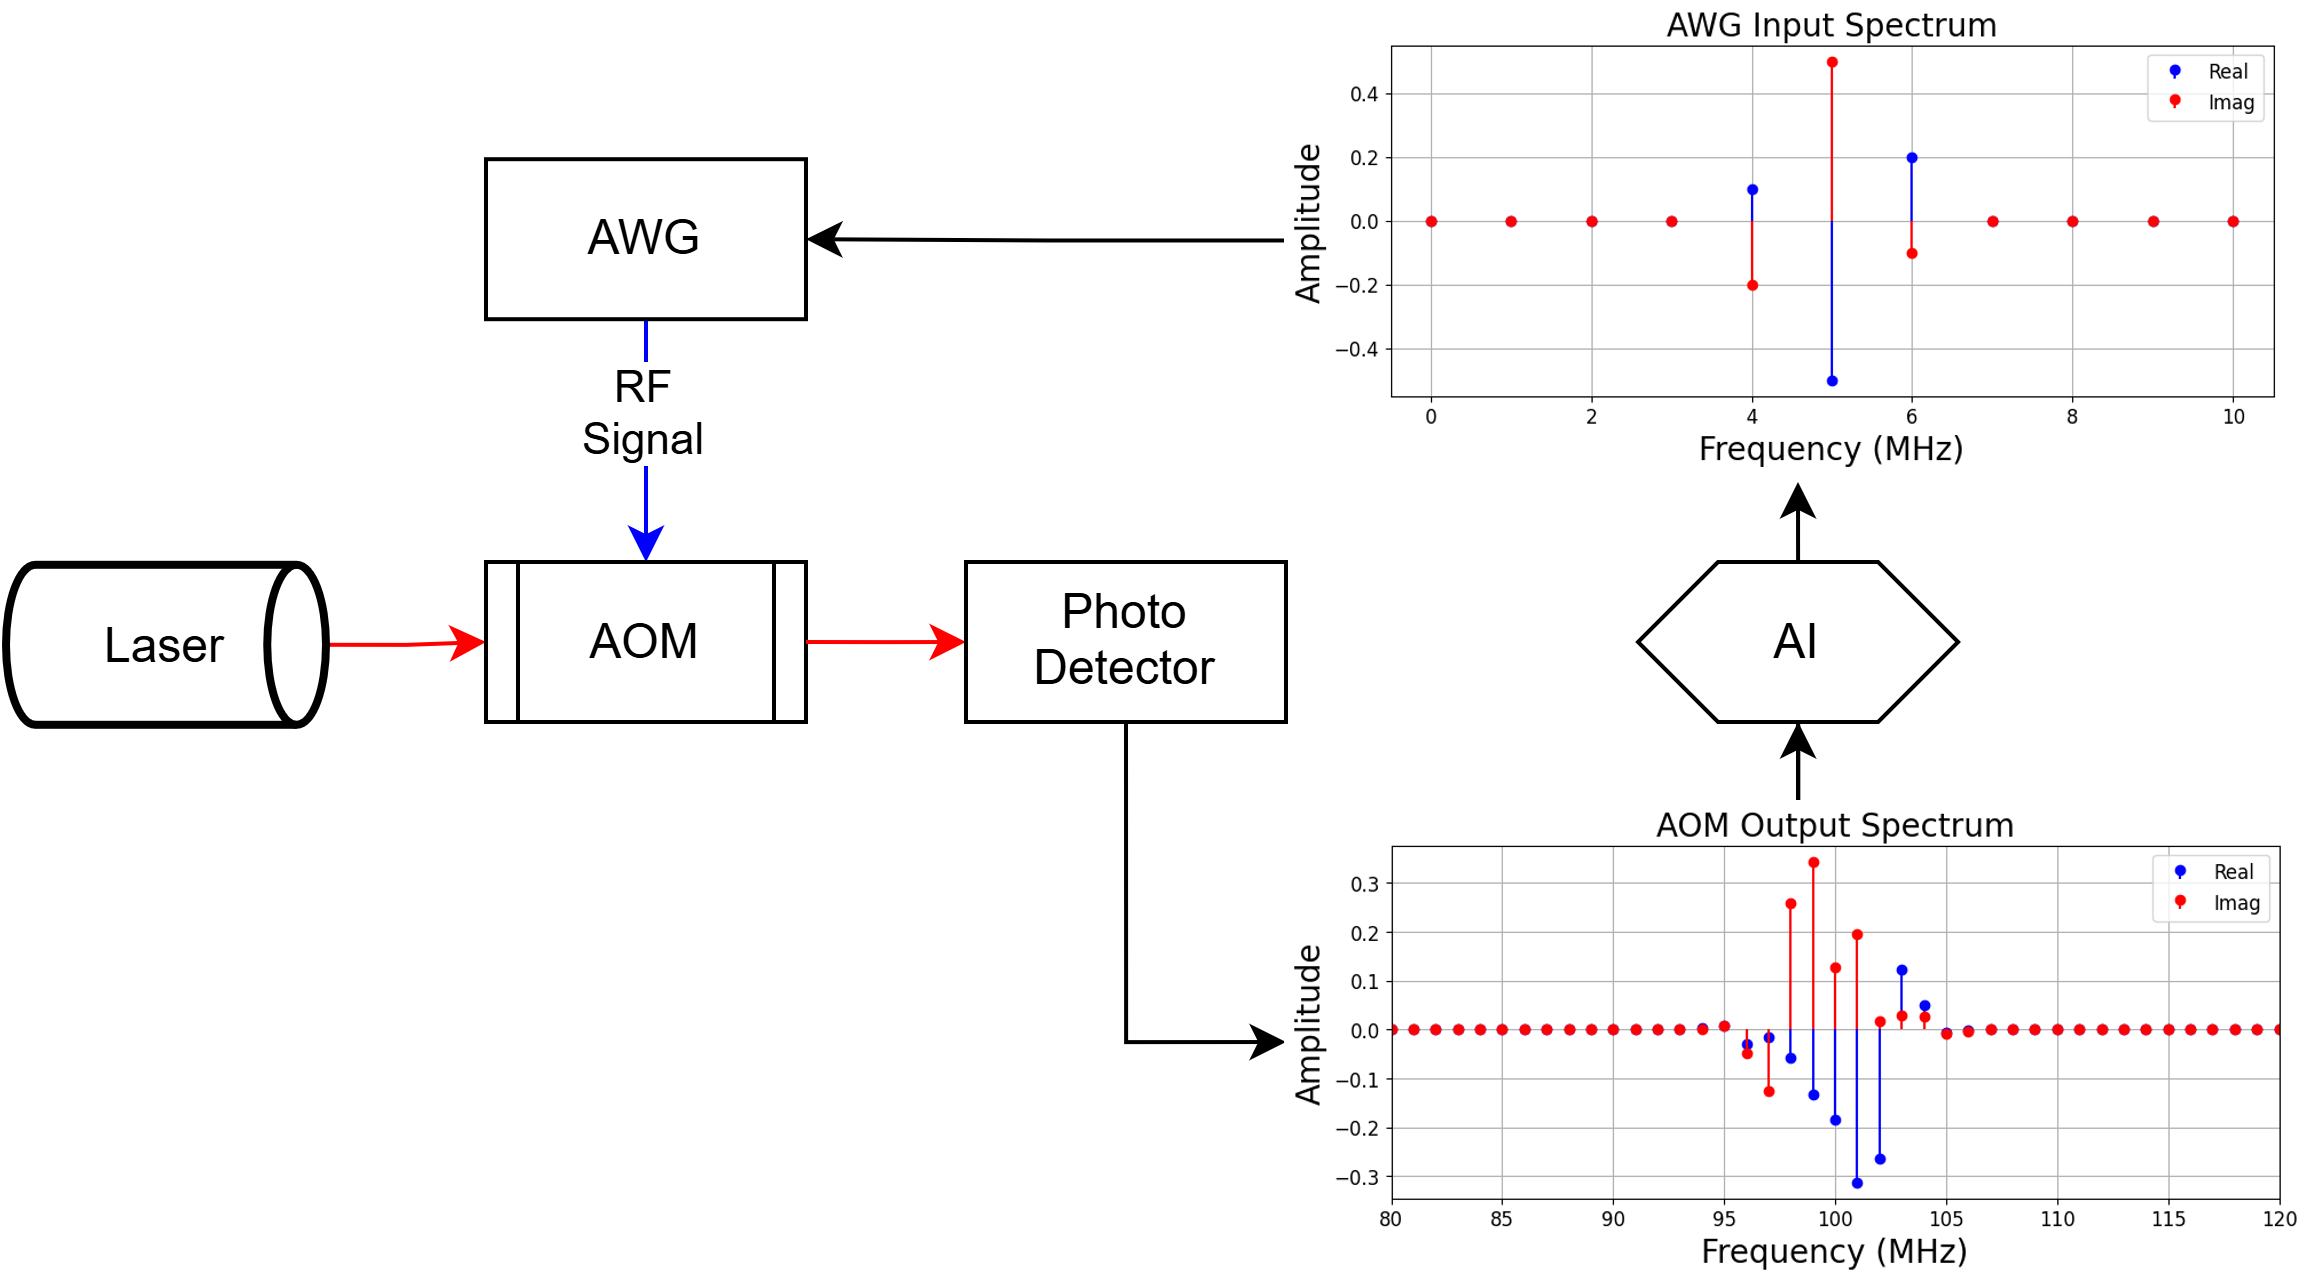 AWG Input Spectrum
Real
Imag
Amplitude
0.4
0.2
0.0
−0.2
−0.4
0 2 4 6 8 10
Frequency (MHz)
AWG
RF
Signal
Laser
AOM
Photo
Detector
AI
AOM Output Spectrum
Real
Imag
Amplitude
0.3
0.2
0.1
0.0
−0.1
−0.2
−0.3
80 85 90 95 100 105 110 115 120
Frequency (MHz)